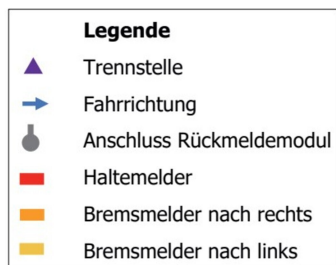 Legende
Trennstelle
Fahrrichtung
Anschluss Rückmeldemodul
Haltemelder
Bremsmelder nach rechts
Bremsmelder nach links